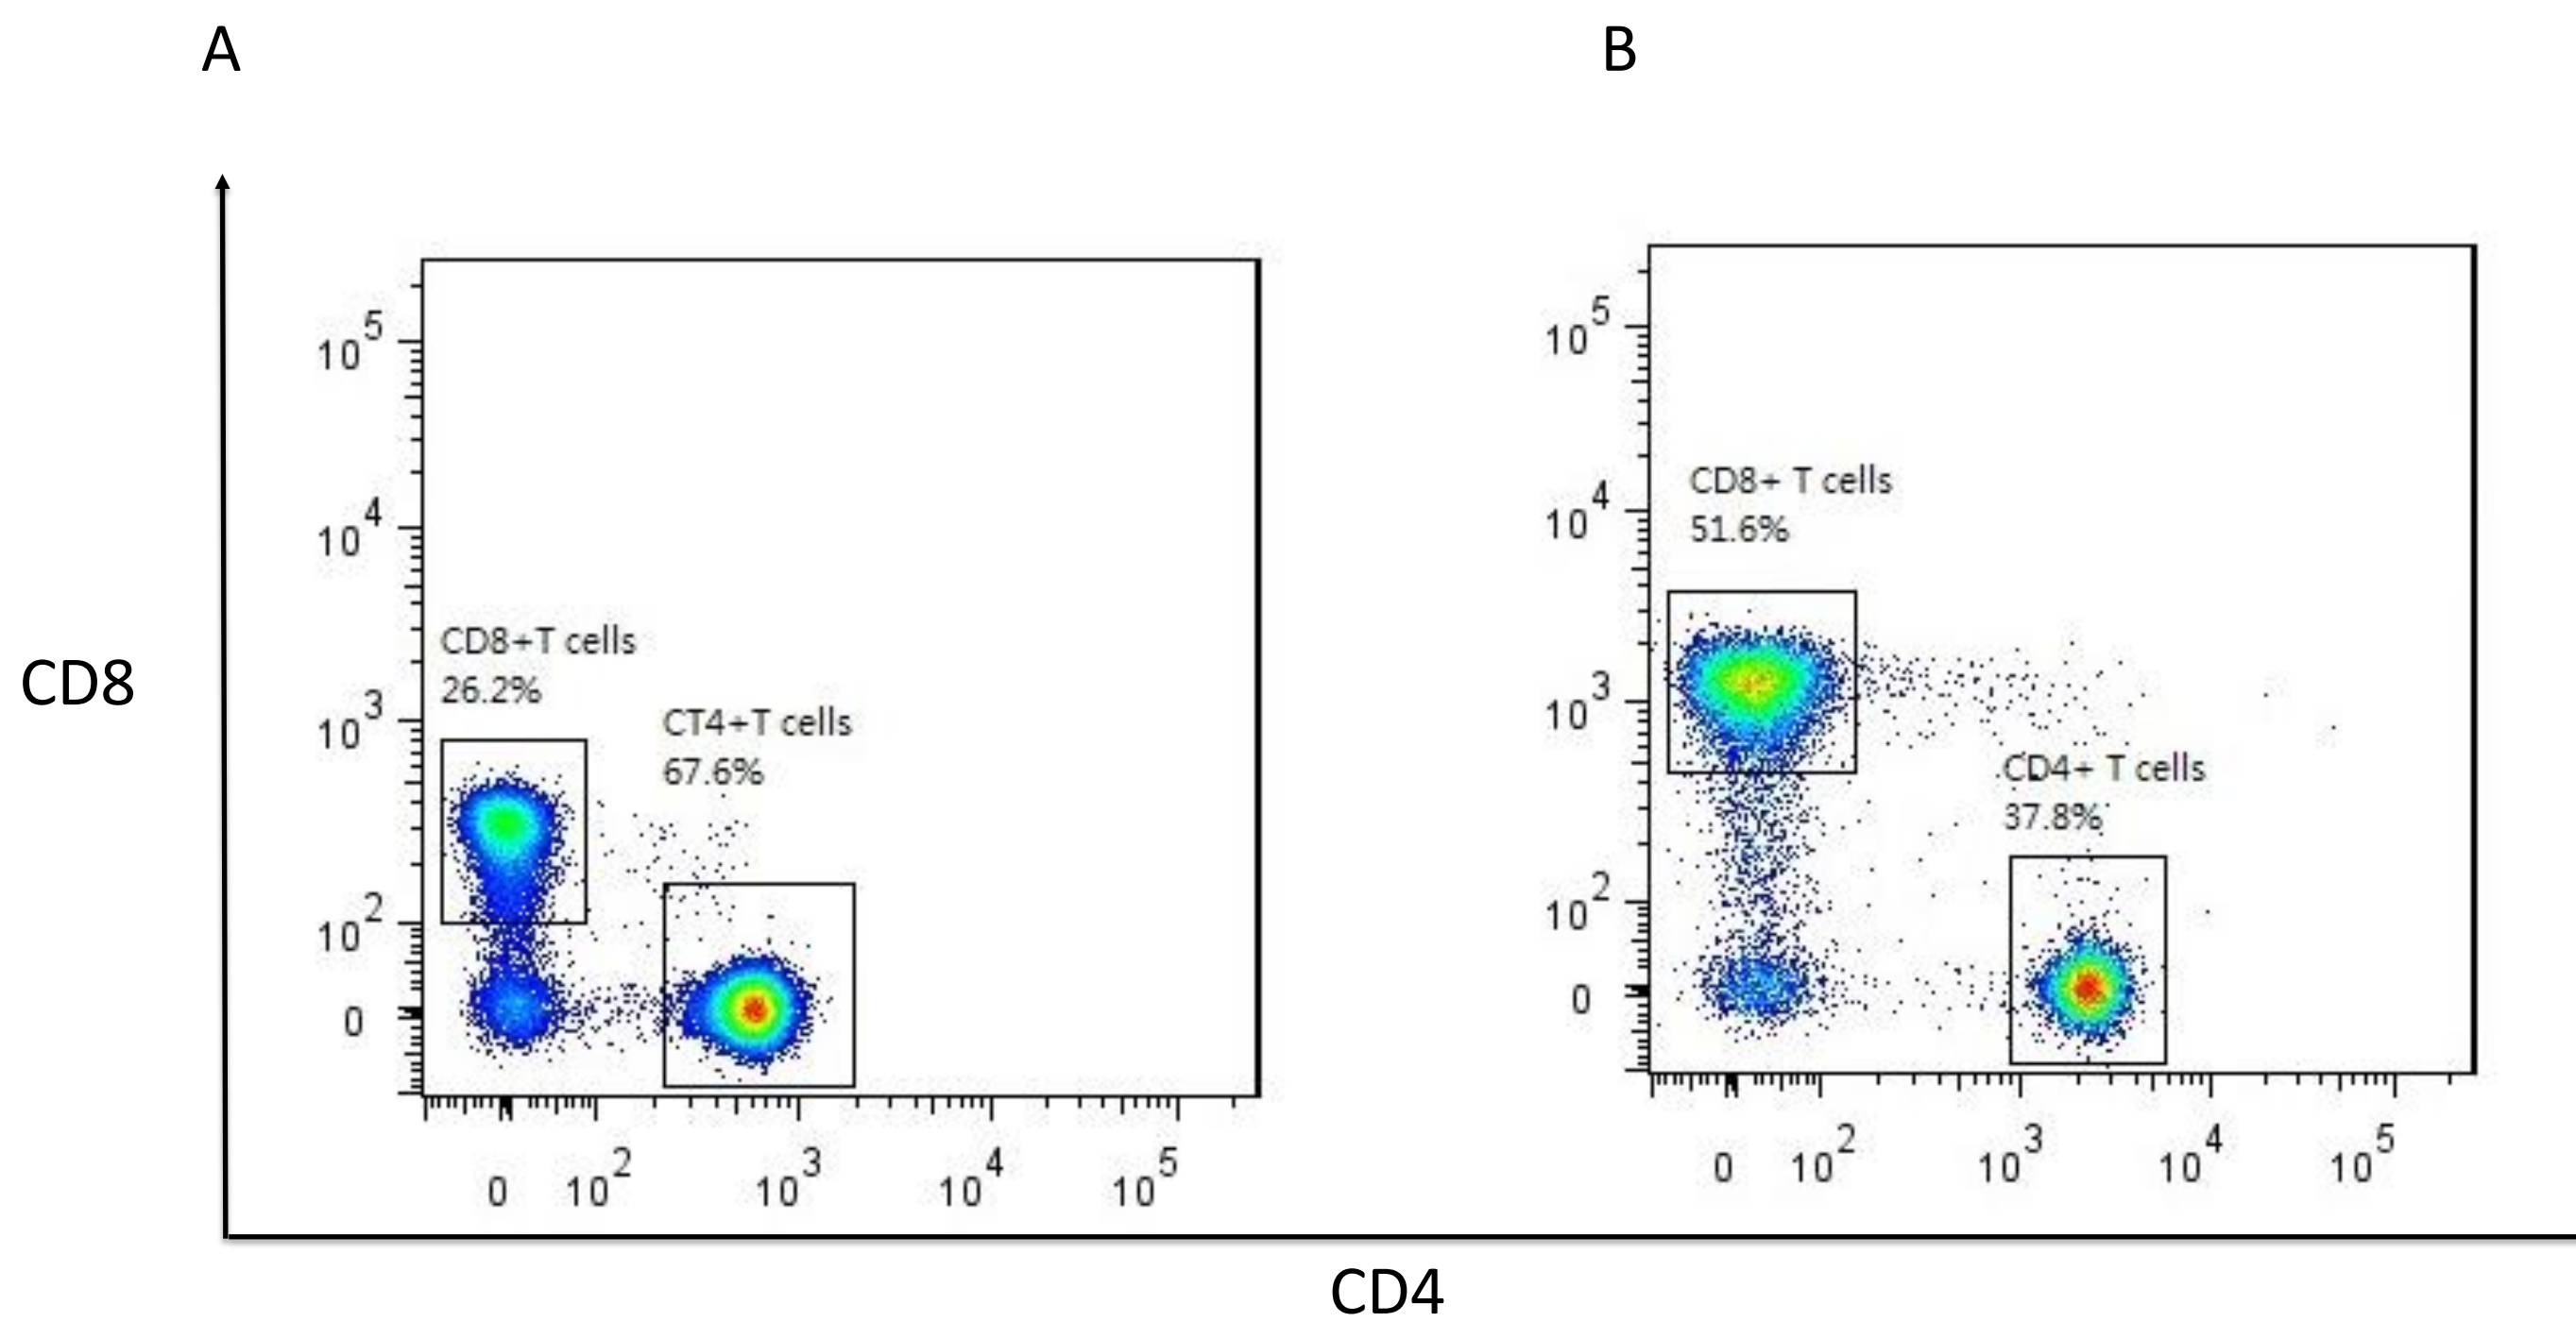 A
B
CD8
10^5
10^4
10^3
10^2
0
CD8+T cells
26.2%
CT4+T cells
67.6%
0 10^2 10^3 10^4 10^5
10^5
10^4
10^3
10^2
0
CD8+ T cells
51.6%
CD4+ T cells
37.8%
0 10^2 10^3 10^4 10^5
CD4